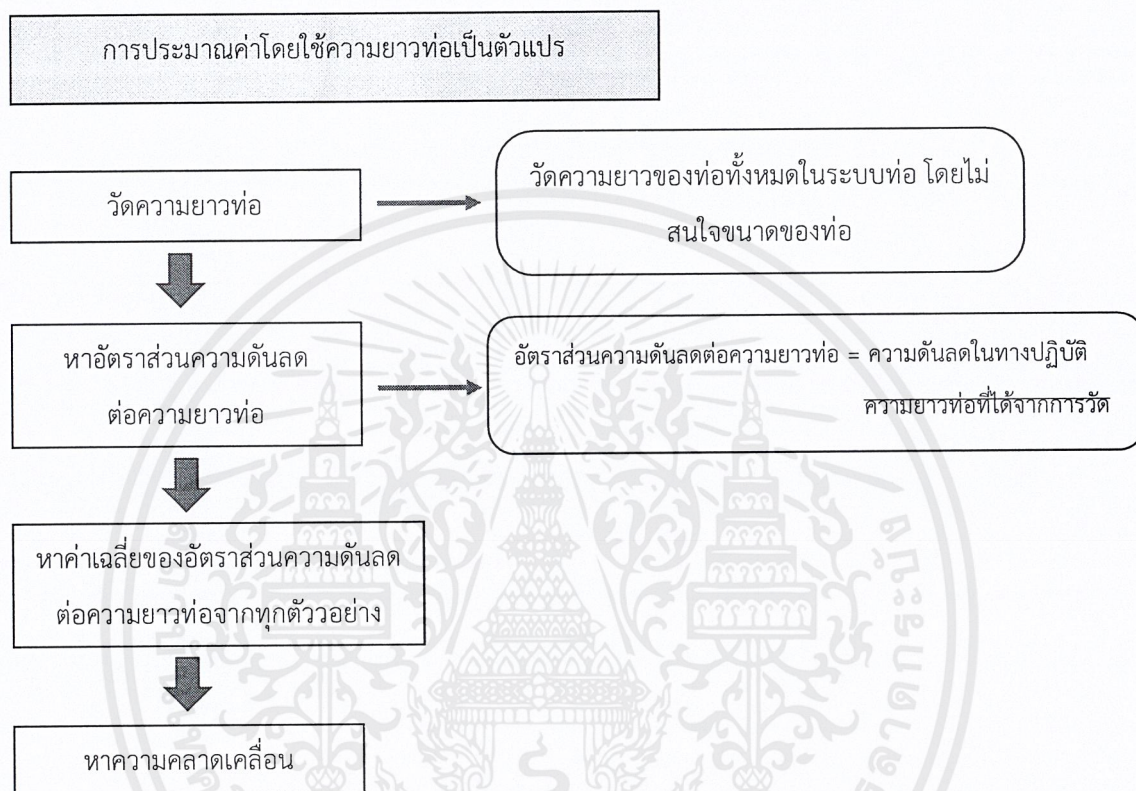 การประมาณค่าโดยใช้ความยาวท่อเป็นตัวแปร
วัดความยาวท่อ
วัดความยาวของท่อทั้งหมดในระบบท่อ โดยไม่
สนใจขนาดของท่อ
หาอัตราส่วนความดันลด
ต่อความยาวท่อ
อัตราส่วนความดันลดต่อความยาวท่อ = ความดันลดในทางปฏิบัติ
ความยาวท่อที่ได้จากการวัด
หาค่าเฉลี่ยของอัตราส่วนความดันลด
ต่อความยาวท่อจากทุกตัววอย่าง
หาความคลาดเคลื่อน